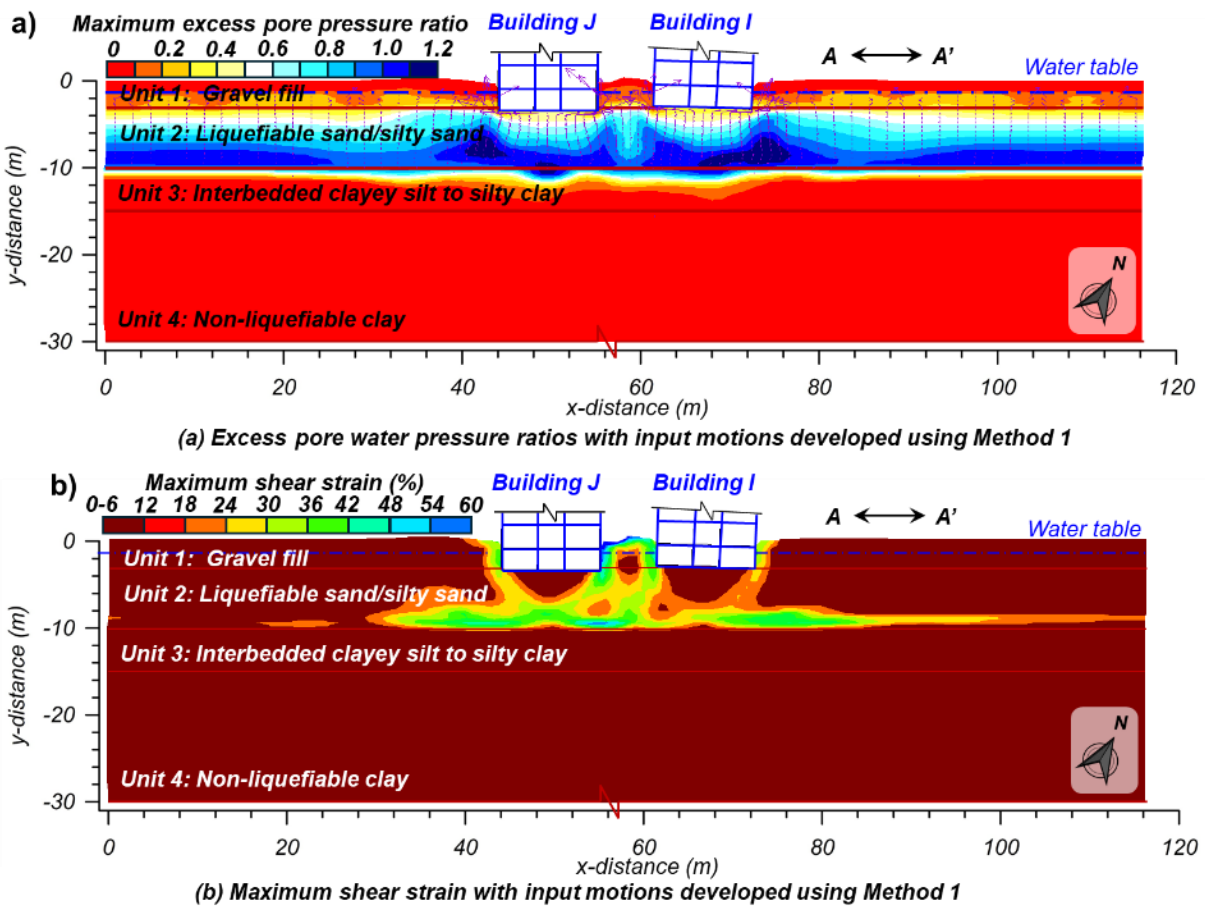 a)
Maximum excess pore pressure ratio
0 0.2 0.4 0.6 0.8 1.0 1.2
Building J
Building I
A A'
Water table
0
Unit 1: Gravel fill
Unit 2: Liquefiable sand/silty sand
-10
Unit 3: Interbedded clayey silt to silty clay
y-distance (m)
-20
N
Unit 4: Non-liquefiable clay
-30
0 20 40 60 80 100 120
x-distance (m)
(a) Excess pore water pressure ratios with input motions developed using Method 1
b)
Maximum shear strain (%)
0-6 12 18 24 30 36 42 48 54 60
Building J
Building I
A A'
Water table
0
Unit 1: Gravel fill
Unit 2: Liquefiable sand/silty sand
-10
Unit 3: Interbedded clayey silt to silty clay
y-distance (m)
-20
N
Unit 4: Non-liquefiable clay
-30
0 20 40 60 80 100 120
x-distance (m)
(b) Maximum shear strain with input motions developed using Method 1